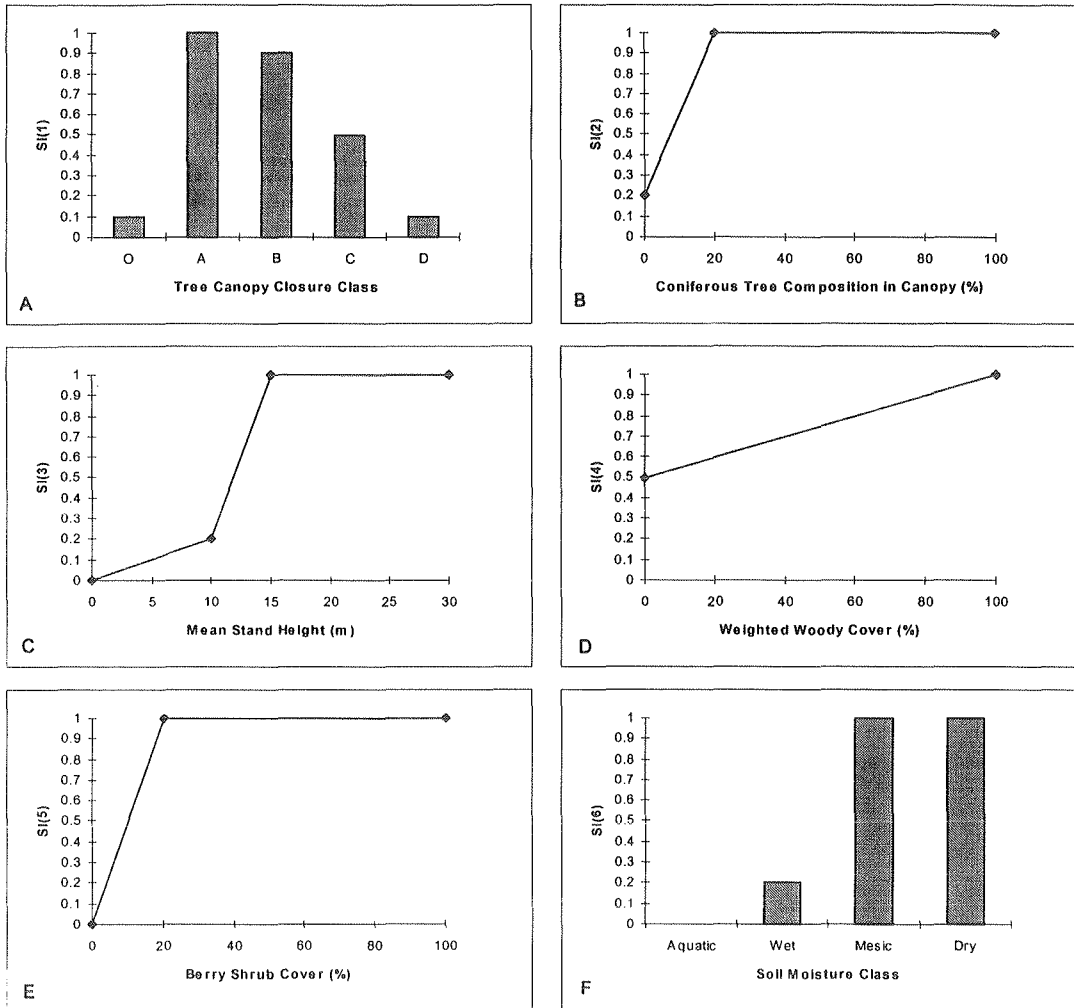 1
0.9
0.8
0.7
0.6
0.5
0.4
0.3
0.2
0.1
0
SI(1)
O A B C D
Tree Canopy Closure Class
A
1
0.9
0.8
0.7
0.6
0.5
0.4
0.3
0.2
0.1
0
SI(2)
0 20 40 60 80 100
Coniferous Tree Composition in Canopy (%)
B
1
0.9
0.8
0.7
0.6
0.5
0.4
0.3
0.2
0.1
0
SI(3)
0 5 10 15 20 25 30
Mean Stand Height (m)
C
1
0.9
0.8
0.7
0.6
0.5
0.4
0.3
0.2
0.1
0
SI(4)
0 20 40 60 80 100
Weighted Woody Cover (%)
D
1
0.9
0.8
0.7
0.6
0.5
0.4
0.3
0.2
0.1
0
SI(5)
0 20 40 60 80 100
Berry Shrub Cover (%)
E
1
0.9
0.8
0.7
0.6
0.5
0.4
0.3
0.2
0.1
0
SI(6)
Aquatic Wet Mesic Dry
Soil Moisture Class
F